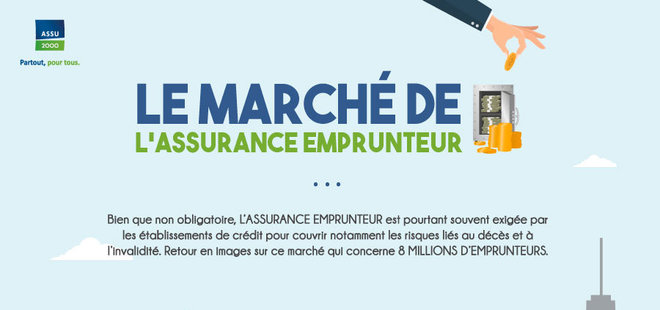 ASSU
2000
Partout, pour tous.
LE MARCHÉ DE
L'ASSURANCE EMPRUNTEUR
Bien que non obligatoire, L'ASSURANCE EMPRUNTEUR est pourtant souvent exigée par
les établissements de crédit pour couvrir notamment les risques liés au décès et à
l'invalidité. Retour en images sur ce marché qui concerne 8 MILLIONS D'EMPRUNTEURS.